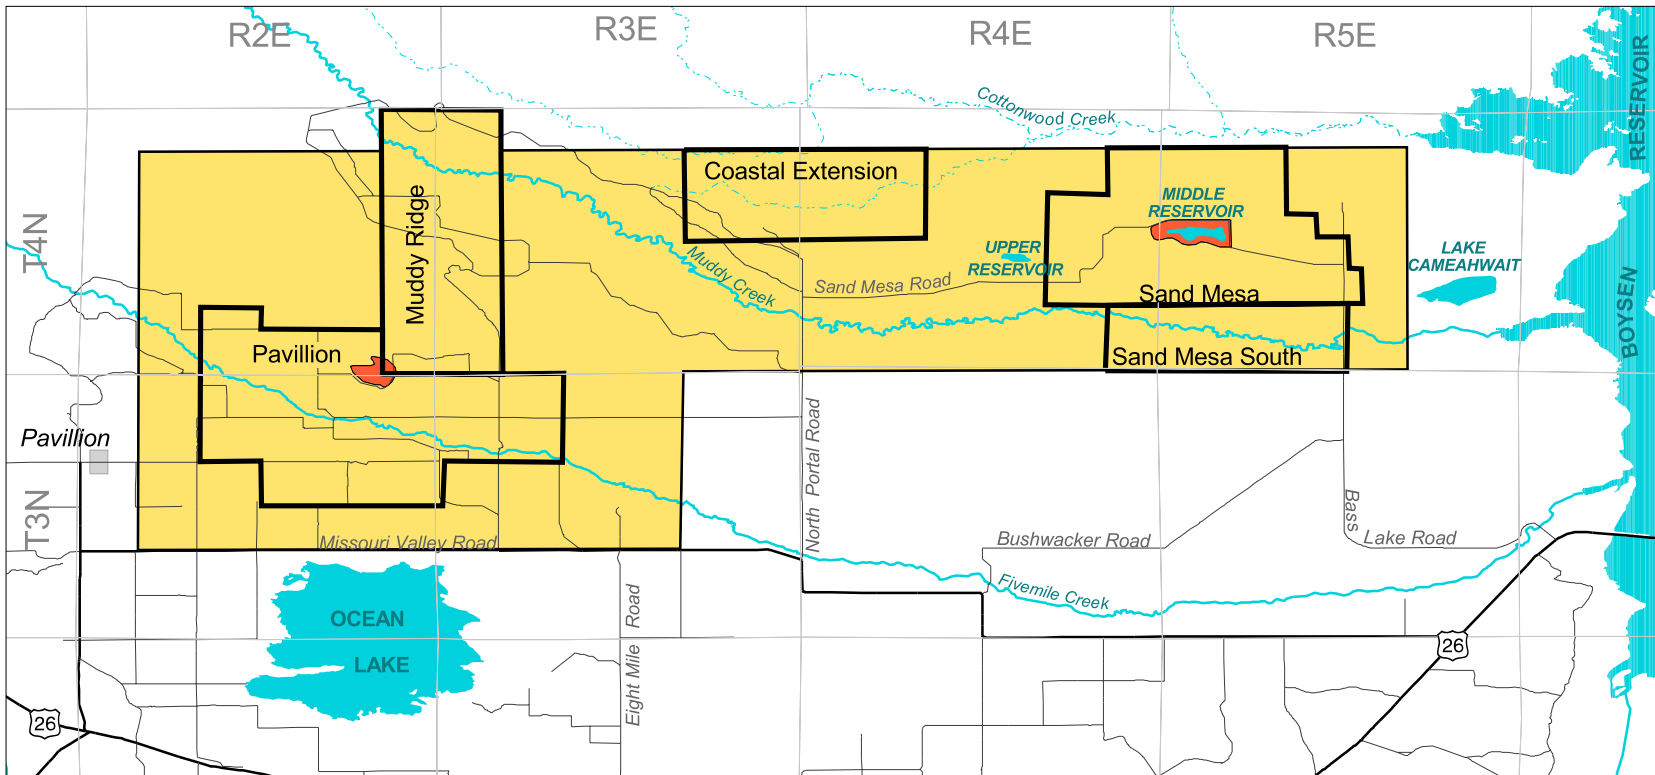 R2E
R3E
R4E
R5E
RESERVOIR
BOYSEN
Cottonwood Creek
Coastal Extension
MIDDLE
RESERVOIR
Muddy Ridge
T4N
UPPER
RESERVOIR
LAKE
CAMEAHWAIT
Muddy Creek
Sand Mesa Road
Sand Mesa
Pavillion
Sand Mesa South
Pavillion
T3N
North Portal Road
Bass
Lake Road
Missouri Valley Road
Bushwacker Road
Fivemile Creek
OCEAN
LAKE
Eight Mile Road
26
26